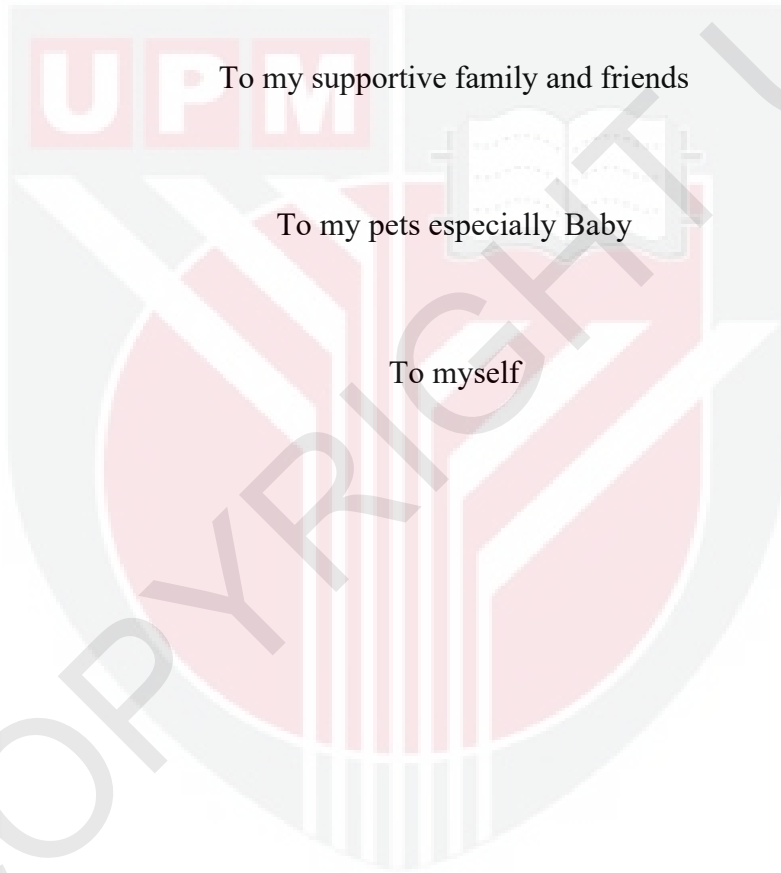 UPM
To my supportive family and friends
To my pets especially Baby
To myself
COPYRIGHT U